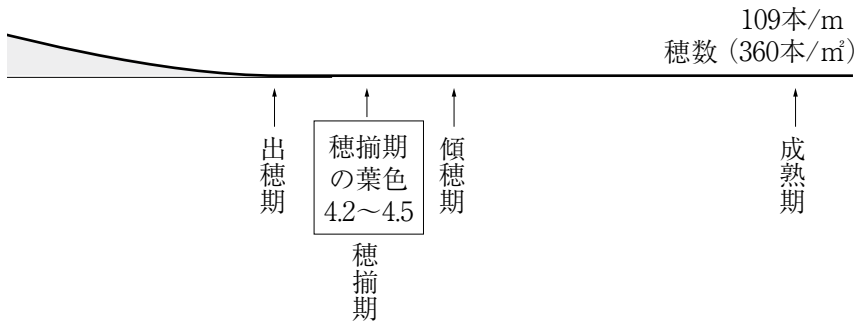 109本/m
穂数（360本/㎡）
出穂期
穂揃期
の葉色
4.2〜4.5
穂揃期
傾穂期
成熟期